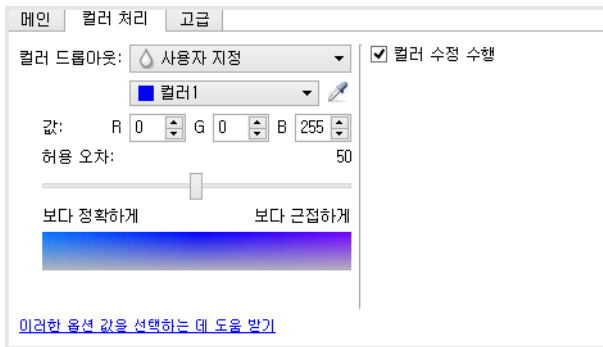 메인 컬러 처리 고급
컬러 드롭아웃: 사용자 지정
컬러 수정 수행
컬러1
값: R 0 G 0 B 255
허용 오차: 50
보다 정확하게 보다 근접하게
이러한 옵션 값을 선택하는 데 도움 받기